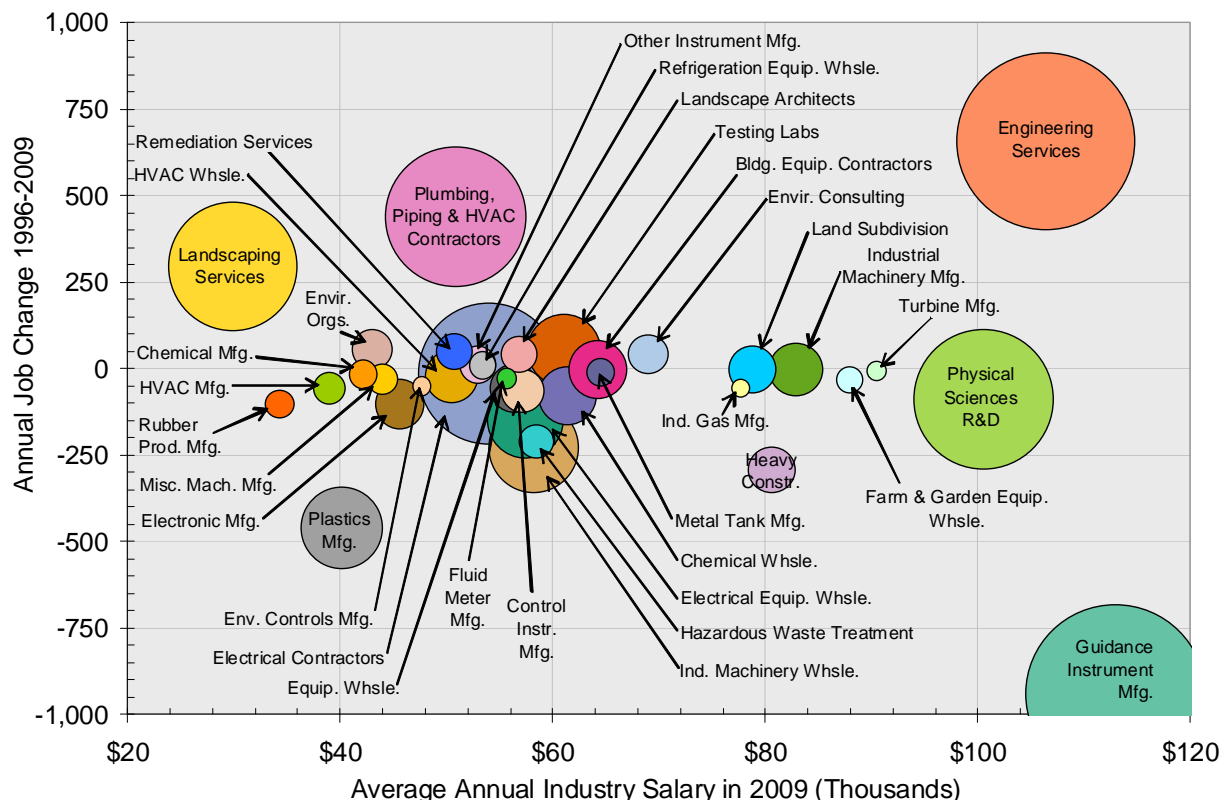 1,000
750
500
250
0
-250
-500
-750
-1,000
Annual Job Change 1996-2009
Other Instrument Mfg.
Refrigeration Equip. Whsle.
Landscape Architects
Testing Labs
Bldg. Equip. Contractors
Envir. Consulting
Land Subdivision
Industrial
Machinery Mfg.
Turbine Mfg.
Engineering
Services
Remediation Services
HVAC Whsle.
Plumbing,
Piping & HVAC
Contractors
Landscaping
Services
Envir.
Orgs.
Chemical Mfg.
HVAC Mfg.
Rubber
Prod. Mfg.
Misc. Mach. Mfg.
Electronic Mfg.
Plastics
Mfg.
Env. Controls Mfg.
Electrical Contractors
Equip. Whsle.
Fluid
Meter
Mfg.
Control
Instr.
Mfg.
Ind. Gas Mfg.
Heavy
Constr.
Physical
Sciences
R&D
Farm & Garden Equip.
Whsle.
Metal Tank Mfg.
Chemical Whsle.
Electrical Equip. Whsle.
Hazardous Waste Treatment
Ind. Machinery Whsle.
Guidance
Instrument
Mfg.
$20 $40 $60 $80 $100 $120
Average Annual Industry Salary in 2009 (Thousands)